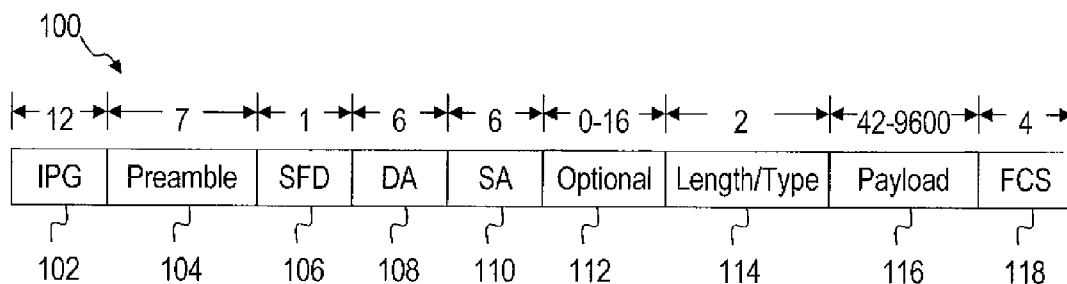 100
12 7 1 6 6 0-16 2 42-9600 4
IPG Preamble SFD DA SA Optional Length/Type Payload FCS
102 104 106 108 110 112 114 116 118